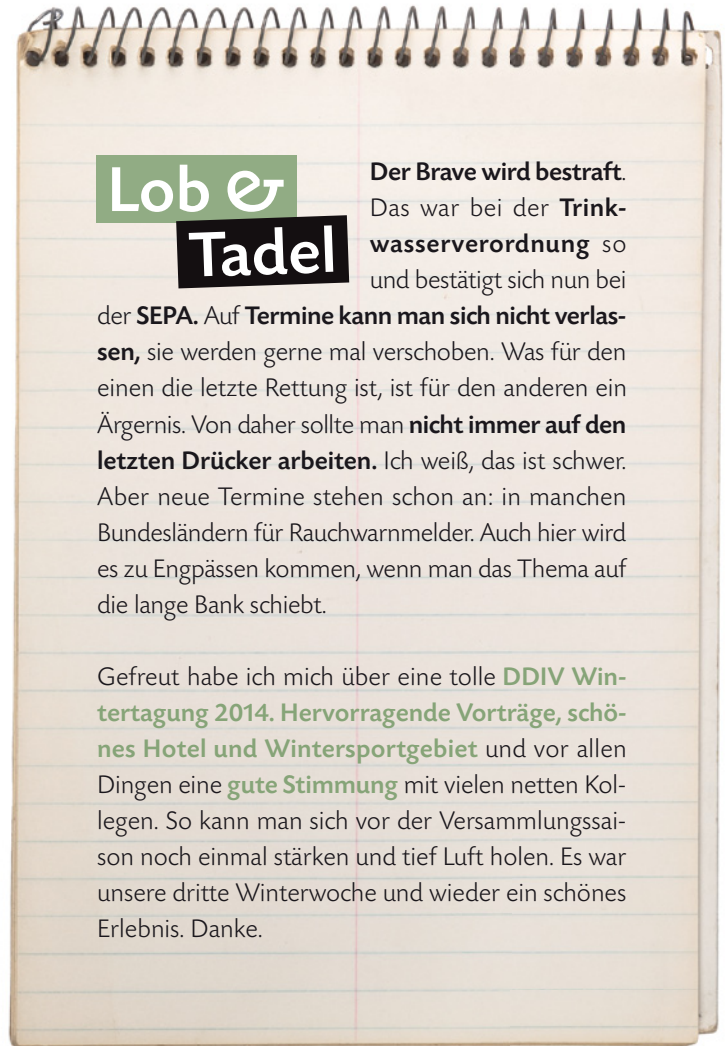 Lob &
Tadel
Der Brave wird bestraft.
Das war bei der Trink-
wasserverordnung so
und bestätigt sich nun bei
der SEPA. Auf Termine kann man sich nicht verlas-
sen, sie werden gerne mal verschoben. Was für den
einen die letzte Rettung ist, ist für den anderen ein
Ärgernis. Von daher sollte man nicht immer auf den
letzten Drücker arbeiten. Ich weiß, das ist schwer.
Aber neue Termine stehen schon an: in manchen
Bundesländern für Rauchwarnmelder. Auch hier wird
es zu Engpässen kommen, wenn man das Thema auf
die lange Bank schiebt.
Gefreut habe ich mich über eine tolle DDIV Win-
tertagung 2014. Hervorragende Vorträge, schö-
nes Hotel und Wintersportgebiet und vor allen
Dingen eine gute Stimmung mit vielen netten Kol-
legen. So kann man sich vor der Versammlungssai-
son noch einmal stärken und tief Luft holen. Es war
unsere dritte Winterwoche und wieder ein schönes
Erlebnis. Danke.